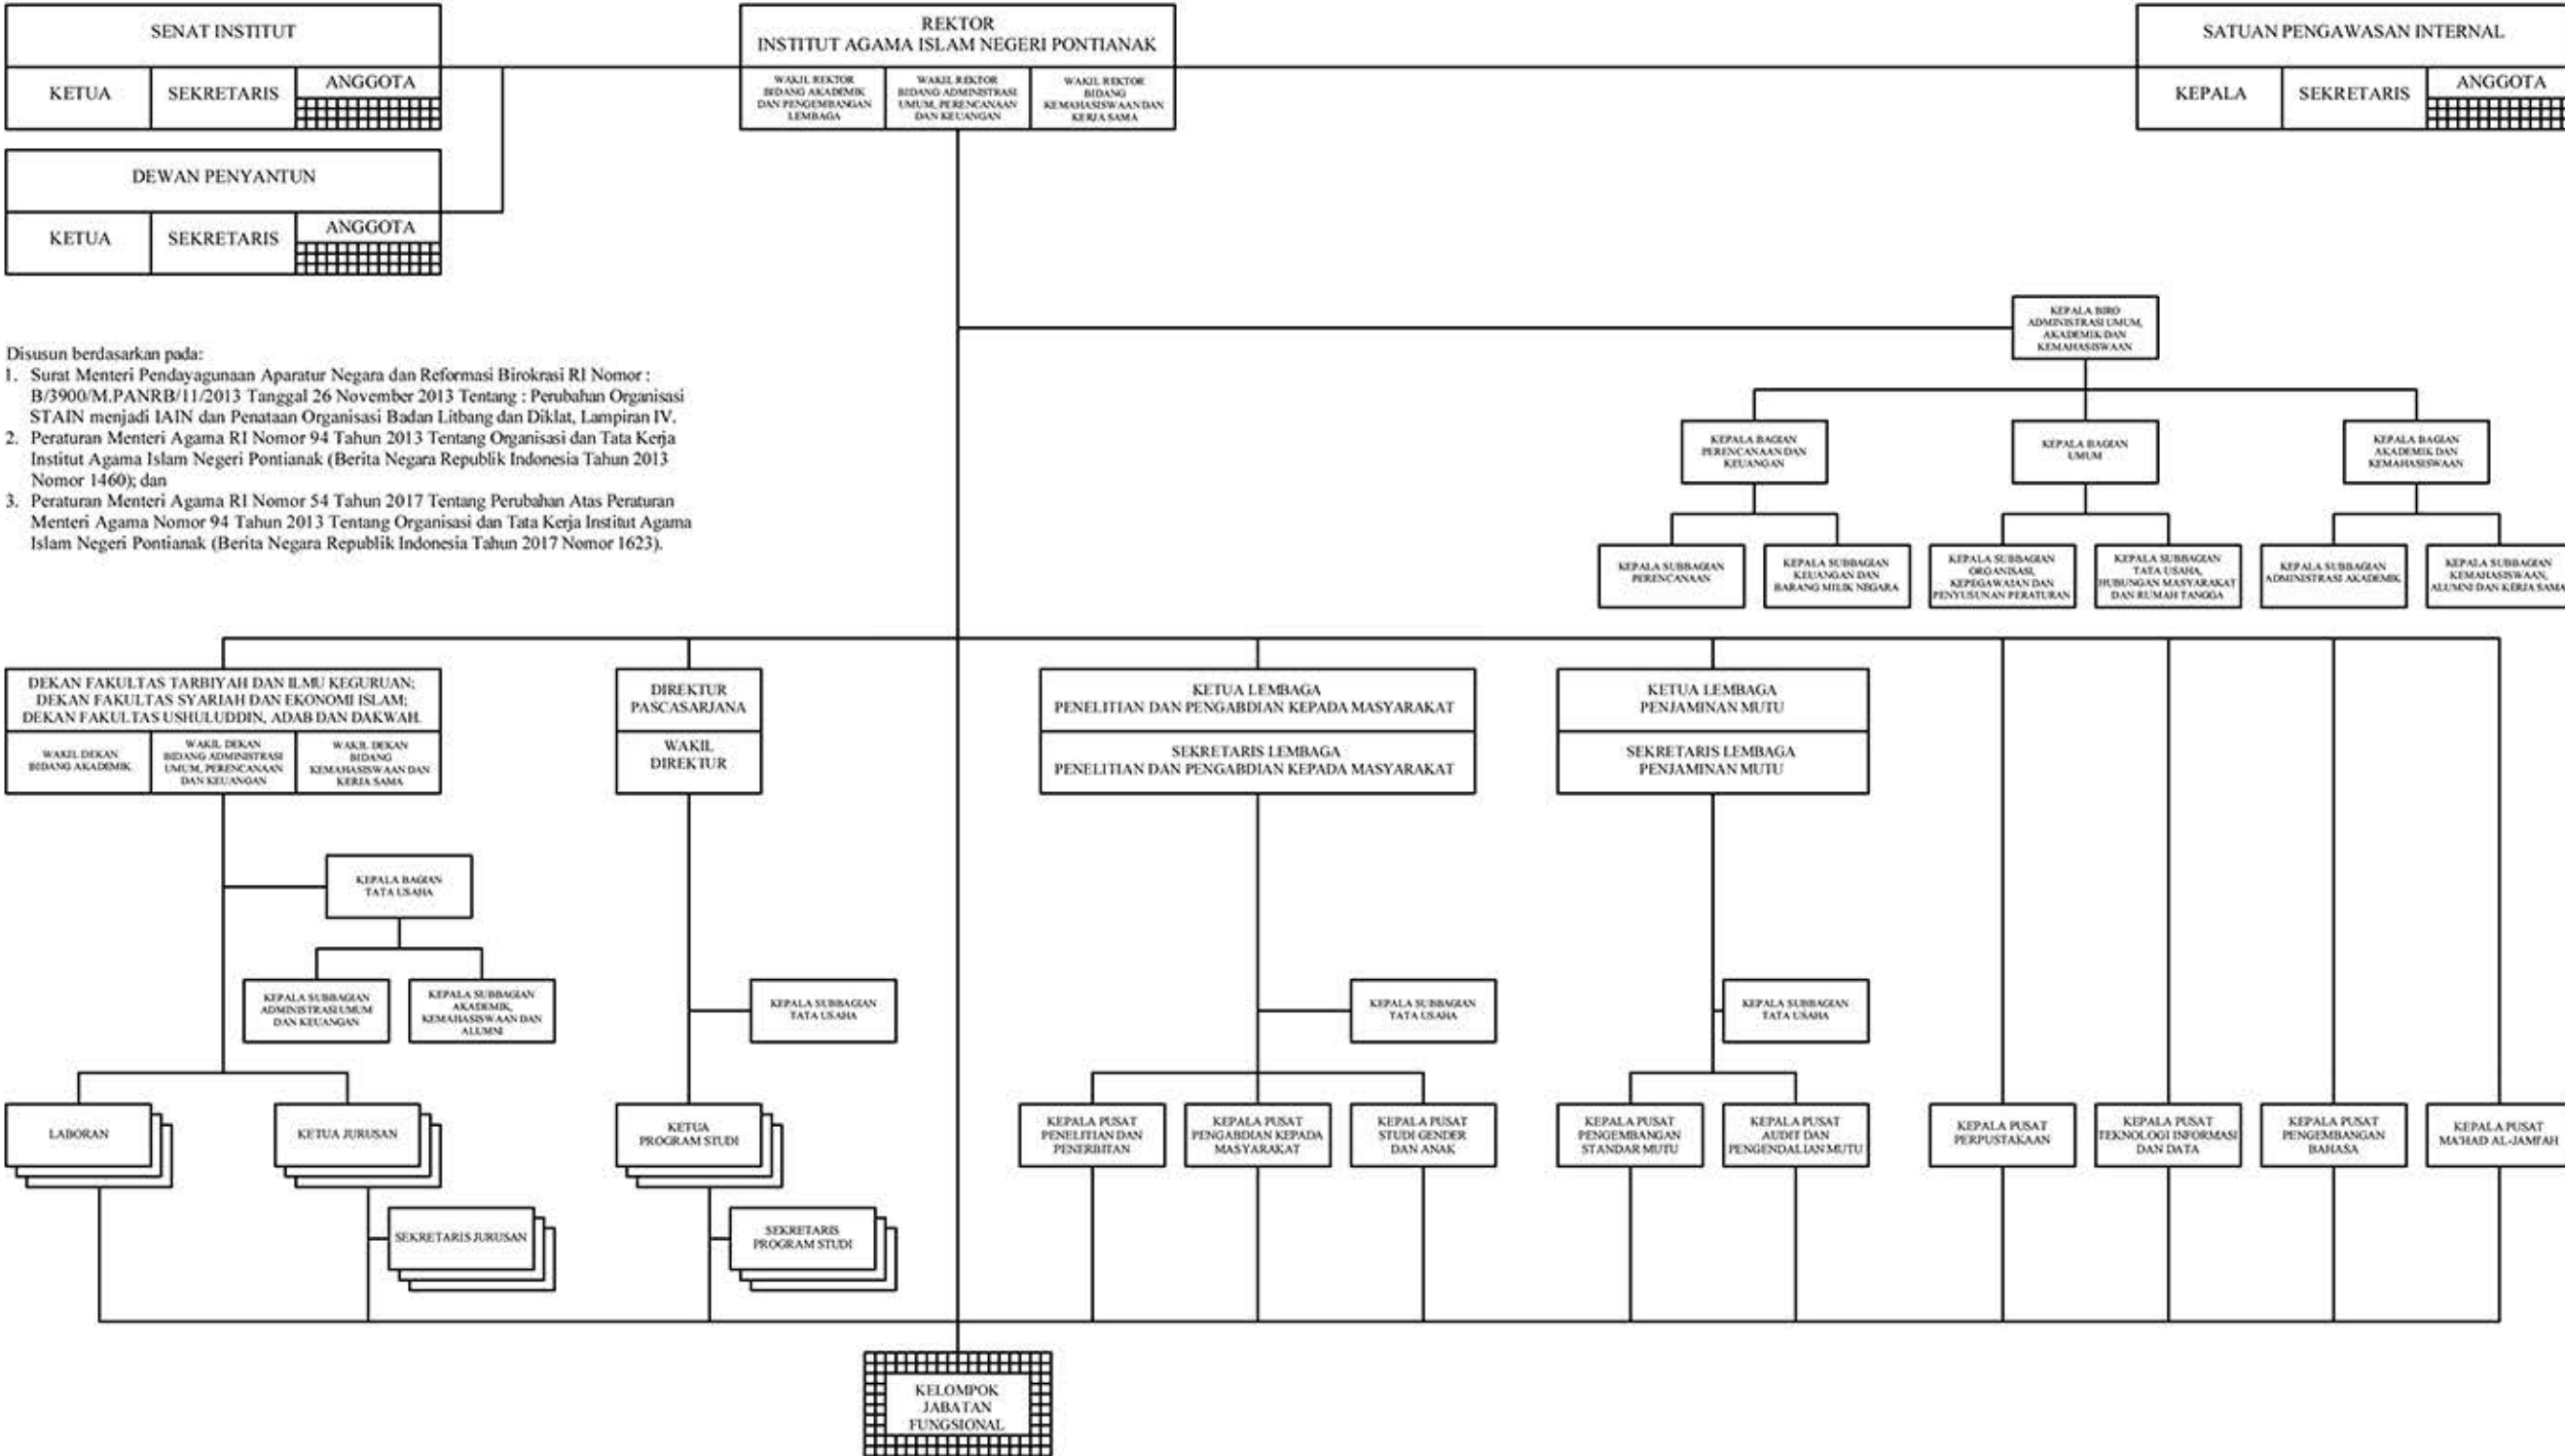 SENAT INSTITUT
KETUA
SEKRETARIS
ANGGOTA
REKTOR
INSTITUT AGAMA ISLAM NEGERI PONTIANAK
WAKIL REKTOR
BIDANG AKADEMIK
DAN PENGEMBANGAN
LEMBAGA
WAKIL REKTOR
BIDANG ADMINISTRASI
UMUM, PERENCANAAN
DAN KEUANGAN
WAKIL REKTOR
BIDANG
KEMAHASISWAAN DAN
KERJA SAMA
SATUAN PENGAWASAN INTERNAL
KEPALA
SEKRETARIS
ANGGOTA
DEWAN PENYANTUN
KETUA
SEKRETARIS
ANGGOTA
Disusun berdasarkan pada:
1. Surat Menteri Pendayagunaan Aparatur Negara dan Reformasi Birokrasi RI Nomor :
B/3900/M.PANRB/11/2013 Tanggal 26 November 2013 Tentang : Perubahan Organisasi
STAIN menjadi IAIN dan Penataan Organisasi Badan Litbang dan Diklat, Lampiran IV.
2. Peraturan Menteri Agama RI Nomor 94 Tahun 2013 Tentang Organisasi dan Tata Kerja
Institut Agama Islam Negeri Pontianak (Berita Negara Republik Indonesia Tahun 2013
Nomor 1460); dan
3. Peraturan Menteri Agama RI Nomor 54 Tahun 2017 Tentang Perubahan Atas Peraturan
Menteri Agama Nomor 94 Tahun 2013 Tentang Organisasi dan Tata Kerja Institut Agama
Islam Negeri Pontianak (Berita Negara Republik Indonesia Tahun 2017 Nomor 1623).
KEPALA BIRO
ADMINISTRASI UMUM,
AKADEMIK DAN
KEMAHASISWAAN
KEPALA BAGIAN
PERENCANAAN DAN
KEUANGAN
KEPALA BAGIAN
UMUM
KEPALA BAGIAN
AKADEMIK DAN
KEMAHASISWAAN
KEPALA SUBBAGIAN
PERENCANAAN
KEPALA SUBBAGIAN
KEUANGAN DAN
BARANG MILIK NEGARA
KEPALA SUBBAGIAN
ORGANISASI,
KEPEGAWAIAN DAN
PENYUSUNAN PERATURAN
KEPALA SUBBAGIAN
TATA USAHA,
HUBUNGAN MASYARAKAT
DAN RUMAH TANGGA
KEPALA SUBBAGIAN
ADMINISTRASI AKADEMIK
KEPALA SUBBAGIAN
KEMAHASISWAAN,
ALUMNI DAN KERJA SAMA
DEKAN FAKULTAS TARBIYAH DAN ILMU KEGURUAN;
DEKAN FAKULTAS SYARIAH DAN EKONOMI ISLAM;
DEKAN FAKULTAS USHULUDDIN, ADAB DAN DAKWAH.
WAKIL DEKAN
BIDANG AKADEMIK
WAKIL DEKAN
BIDANG ADMINISTRASI
UMUM, PERENCANAAN
DAN KEUANGAN
WAKIL DEKAN
BIDANG
KEMAHASISWAAN DAN
KERJA SAMA
DIREKTUR
PASCASARJANA
WAKIL
DIREKTUR
KETUA LEMBAGA
PENELITIAN DAN PENGABDIAN KEPADA MASYARAKAT
SEKRETARIS LEMBAGA
PENELITIAN DAN PENGABDIAN KEPADA MASYARAKAT
KETUA LEMBAGA
PENJAMINAN MUTU
SEKRETARIS LEMBAGA
PENJAMINAN MUTU
KEPALA BAGIAN
TATA USAHA
KEPALA SUBBAGIAN
ADMINISTRASI UMUM
DAN KEUANGAN
KEPALA SUBBAGIAN
AKADEMIK,
KEMAHASISWAAN DAN
ALUMNI
KEPALA SUBBAGIAN
TATA USAHA
KEPALA SUBBAGIAN
TATA USAHA
KEPALA SUBBAGIAN
TATA USAHA
LABORAN
KETUA JURUSAN
KETUA
PROGRAM STUDI
KEPALA PUSAT
PENELITIAN DAN
PENERBITAN
KEPALA PUSAT
PENGABDIAN KEPADA
MASYARAKAT
KEPALA PUSAT
STUDI GENDER
DAN ANAK
KEPALA PUSAT
PENGEMBANGAN
STANDAR MUTU
KEPALA PUSAT
AUDIT DAN
PENGENDALIAN MUTU
KEPALA PUSAT
PERPUSTAKAAN
KEPALA PUSAT
TEKNOLOGI INFORMASI
DAN DATA
KEPALA PUSAT
PENGEMBANGAN
BAHASA
KEPALA PUSAT
MA'HAD AL-JAMI'AH
SEKRETARIS JURUSAN
SEKRETARIS
PROGRAM STUDI
KELOMPOK
JABATAN
FUNGSIONAL